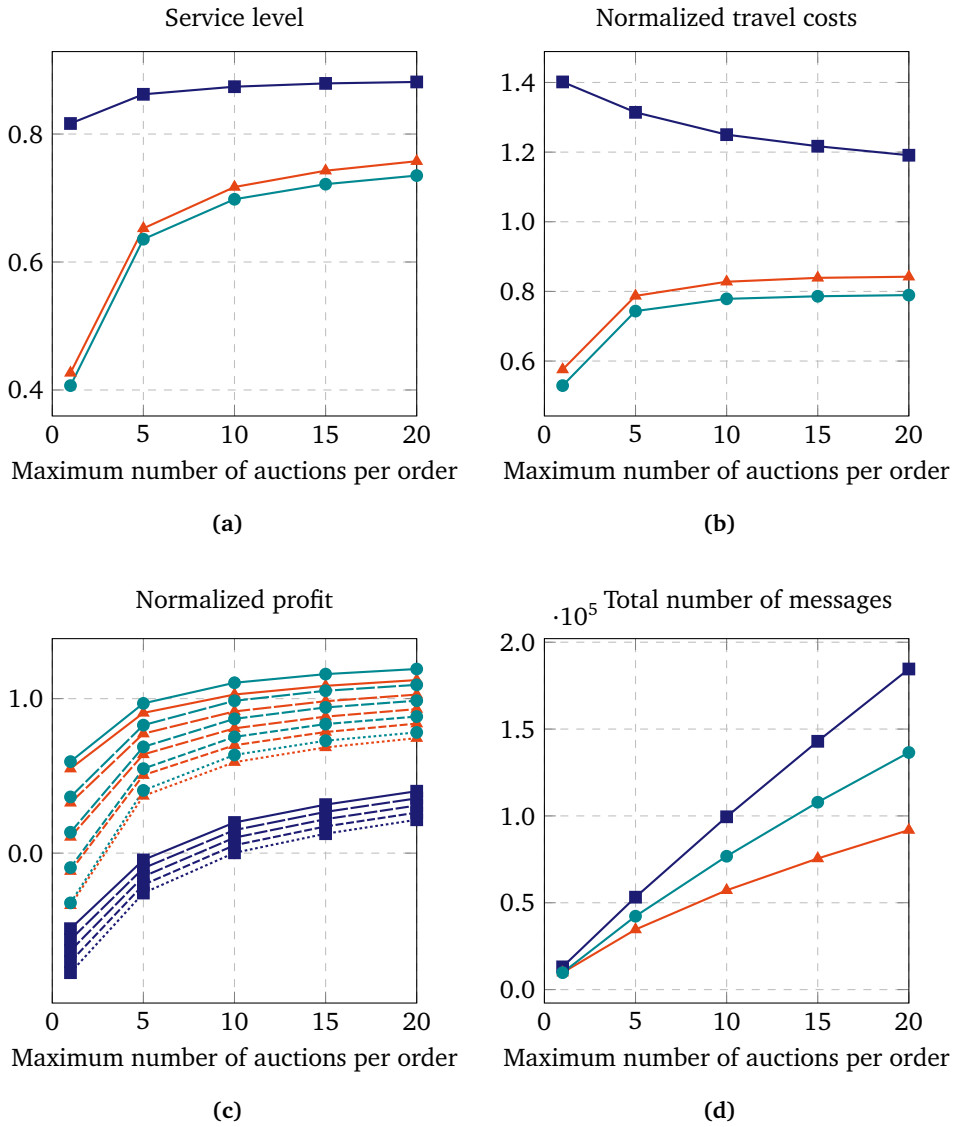 Service level
0.8
0.6
0.4
0 5 10 15 20
Maximum number of auctions per order
(a)
Normalized travel costs
1.4
1.2
1.0
0.8
0.6
0 5 10 15 20
Maximum number of auctions per order
(b)
Normalized profit
1.0
0.0
0 5 10 15 20
Maximum number of auctions per order
(c)
Total number of messages
·10⁵
2.0
1.5
1.0
0.5
0.0
0 5 10 15 20
Maximum number of auctions per order
(d)